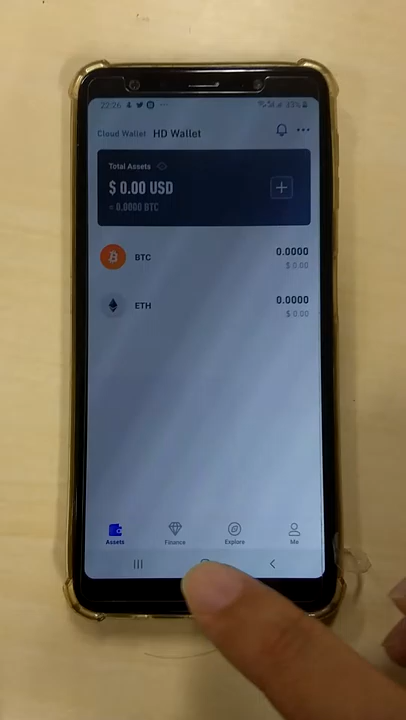 22:26
33%
Cloud Wallet HD Wallet
Total Assets
$ 0.00 USD
≈ 0.0000 BTC
BTC 0.0000
$ 0.00
ETH 0.0000
$ 0.00
Assets Finance Explore Me